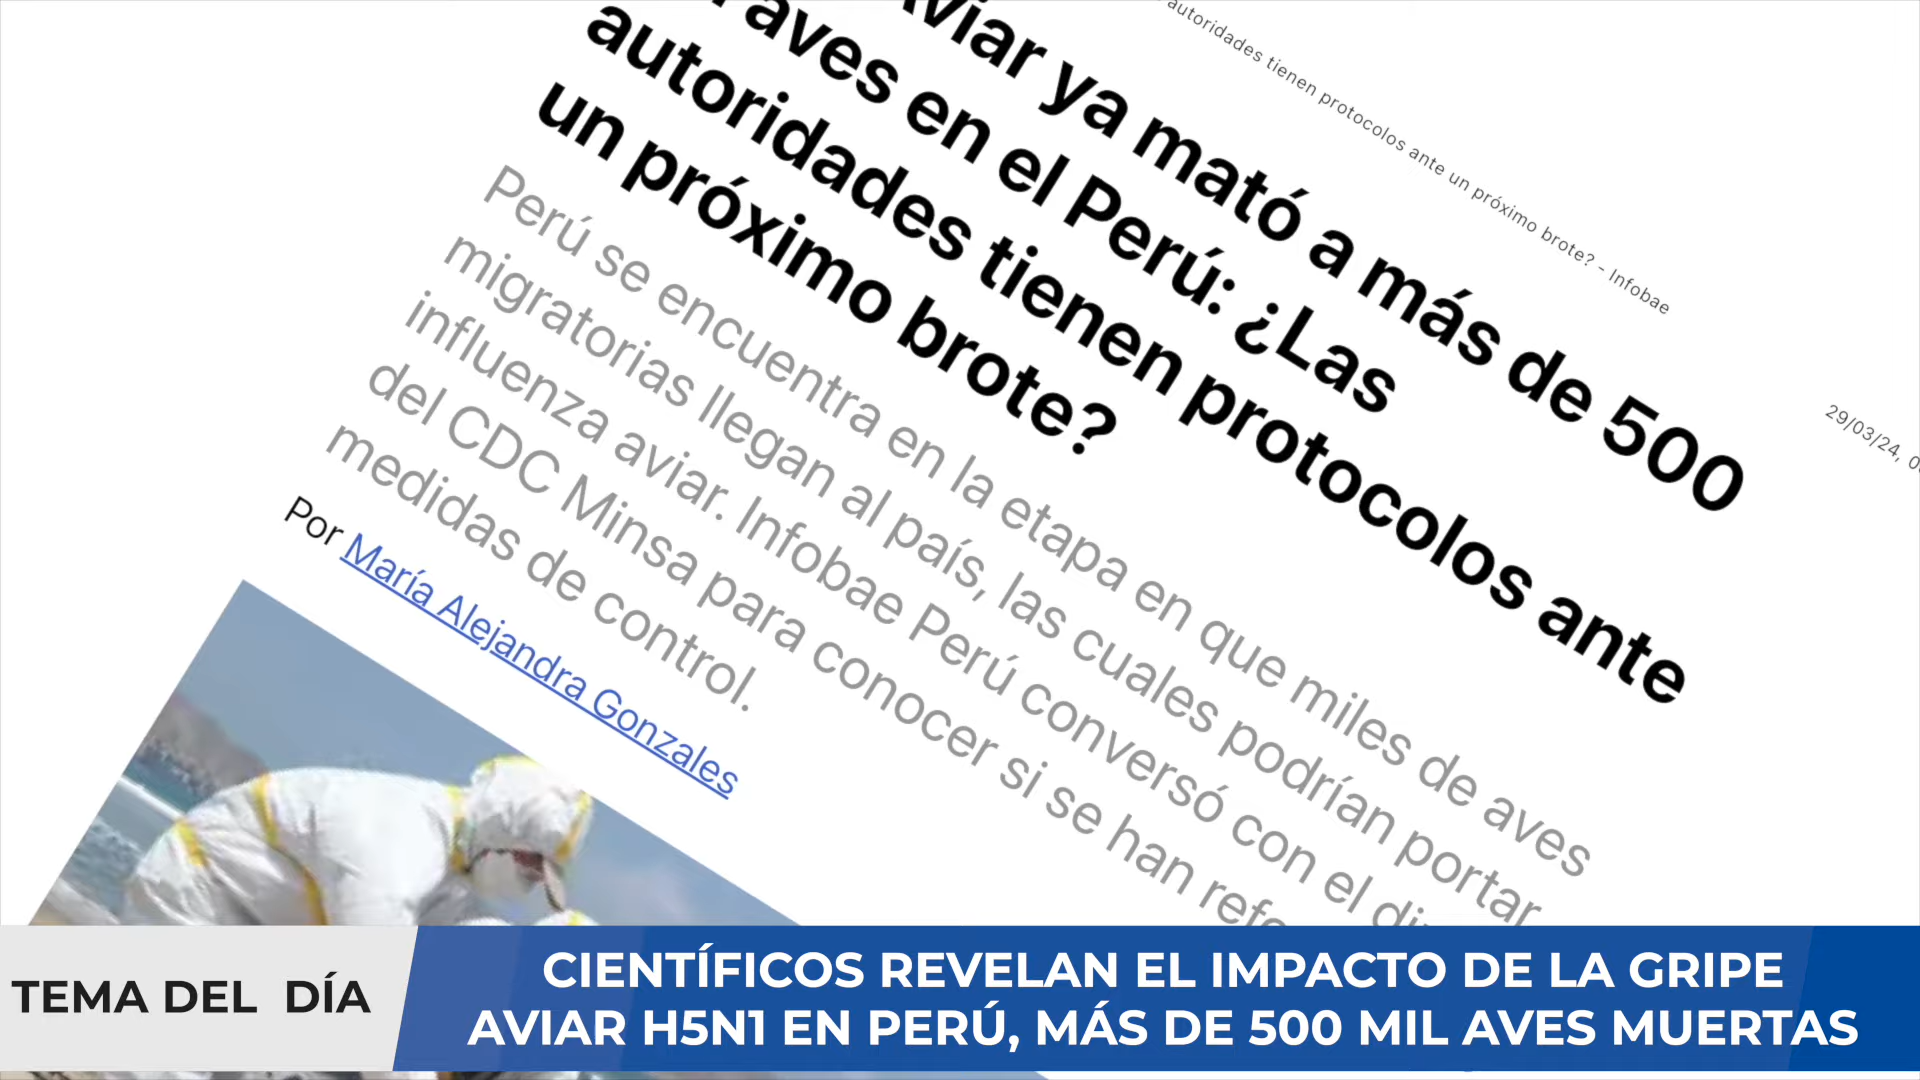 autoridades tienen protocolos ante un próximo brote? - Infobae
29/03/24,
ya mató a más de 500
aves en el Perú: ¿Las
autoridades tienen protocolos ante
un próximo brote?
Perú se encuentra en la etapa en que miles de aves
migratorias llegan al país, las cuales podrían portar
influenza aviar. Infobae Perú conversó con el
del CDC Minsa para conocer si se han
medidas de control.
Por María Alejandra Gonzales
TEMA DEL DÍA
CIENTÍFICOS REVELAN EL IMPACTO DE LA GRIPE
AVIAR H5N1 EN PERÚ, MÁS DE 500 MIL AVES MUERTAS